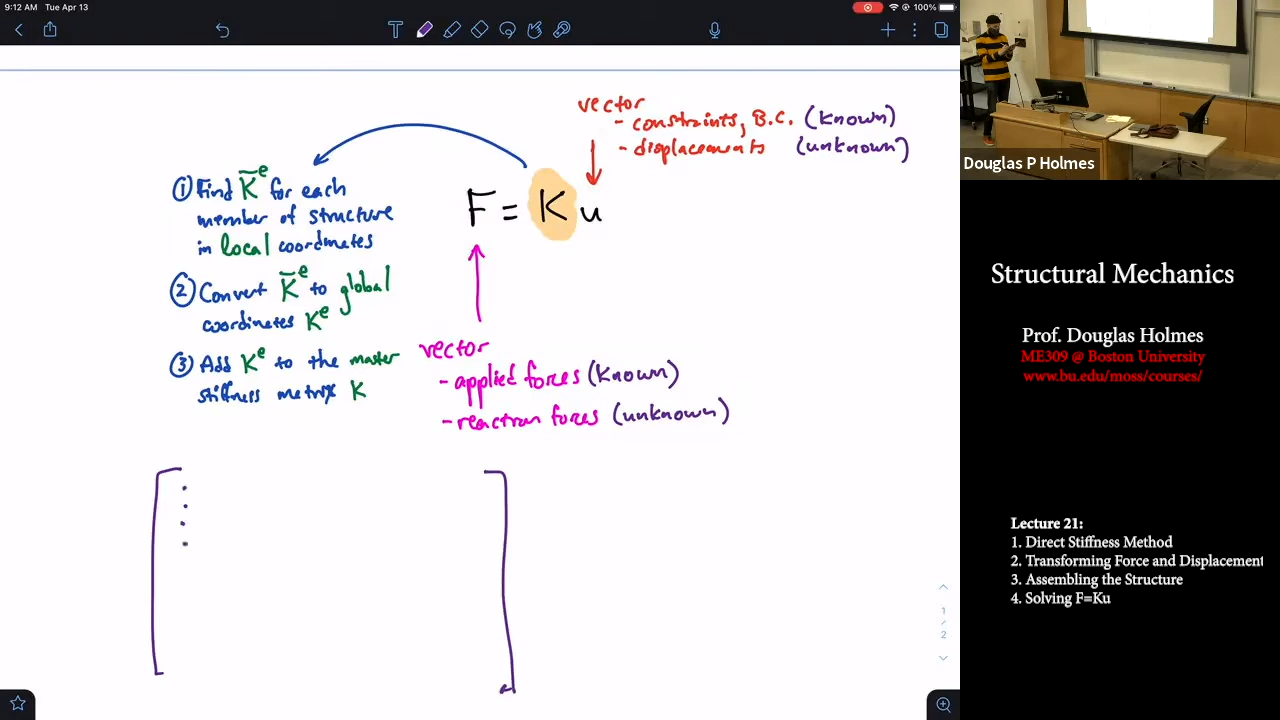 9:12 AM Tue Apr 13
100%
vector
- constraints, B.C. (known)
- displacements (unknown)
F = K u
① Find K̄ᵉ for each
member of structure
in local coordinates
② Convert K̄ᵉ to global
coordinates Kᵉ
③ Add Kᵉ to the master
stiffness metrix K
vector
- applied forces (known)
- reaction forces (unknown)
1
/
2
Douglas P Holmes
Structural Mechanics
Prof. Douglas Holmes
ME309 @ Boston University
www.bu.edu/moss/courses/
Lecture 21:
1. Direct Stiffness Method
2. Transforming Force and Displacement
3. Assembling the Structure
4. Solving F=Ku